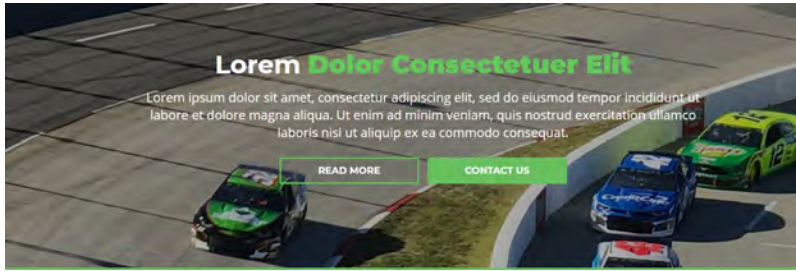 Lorem Dolor Consectetuer Elit
Lorem ipsum dolor sit amet, consectetur adipiscing elit, sed do eiusmod tempor incididunt ut
labore et dolore magna aliqua. Ut enim ad minim veniam, quis nostrud exercitation ullamco
laboris nisi ut aliquip ex ea commodo consequat.
READ MORE
CONTACT US
12